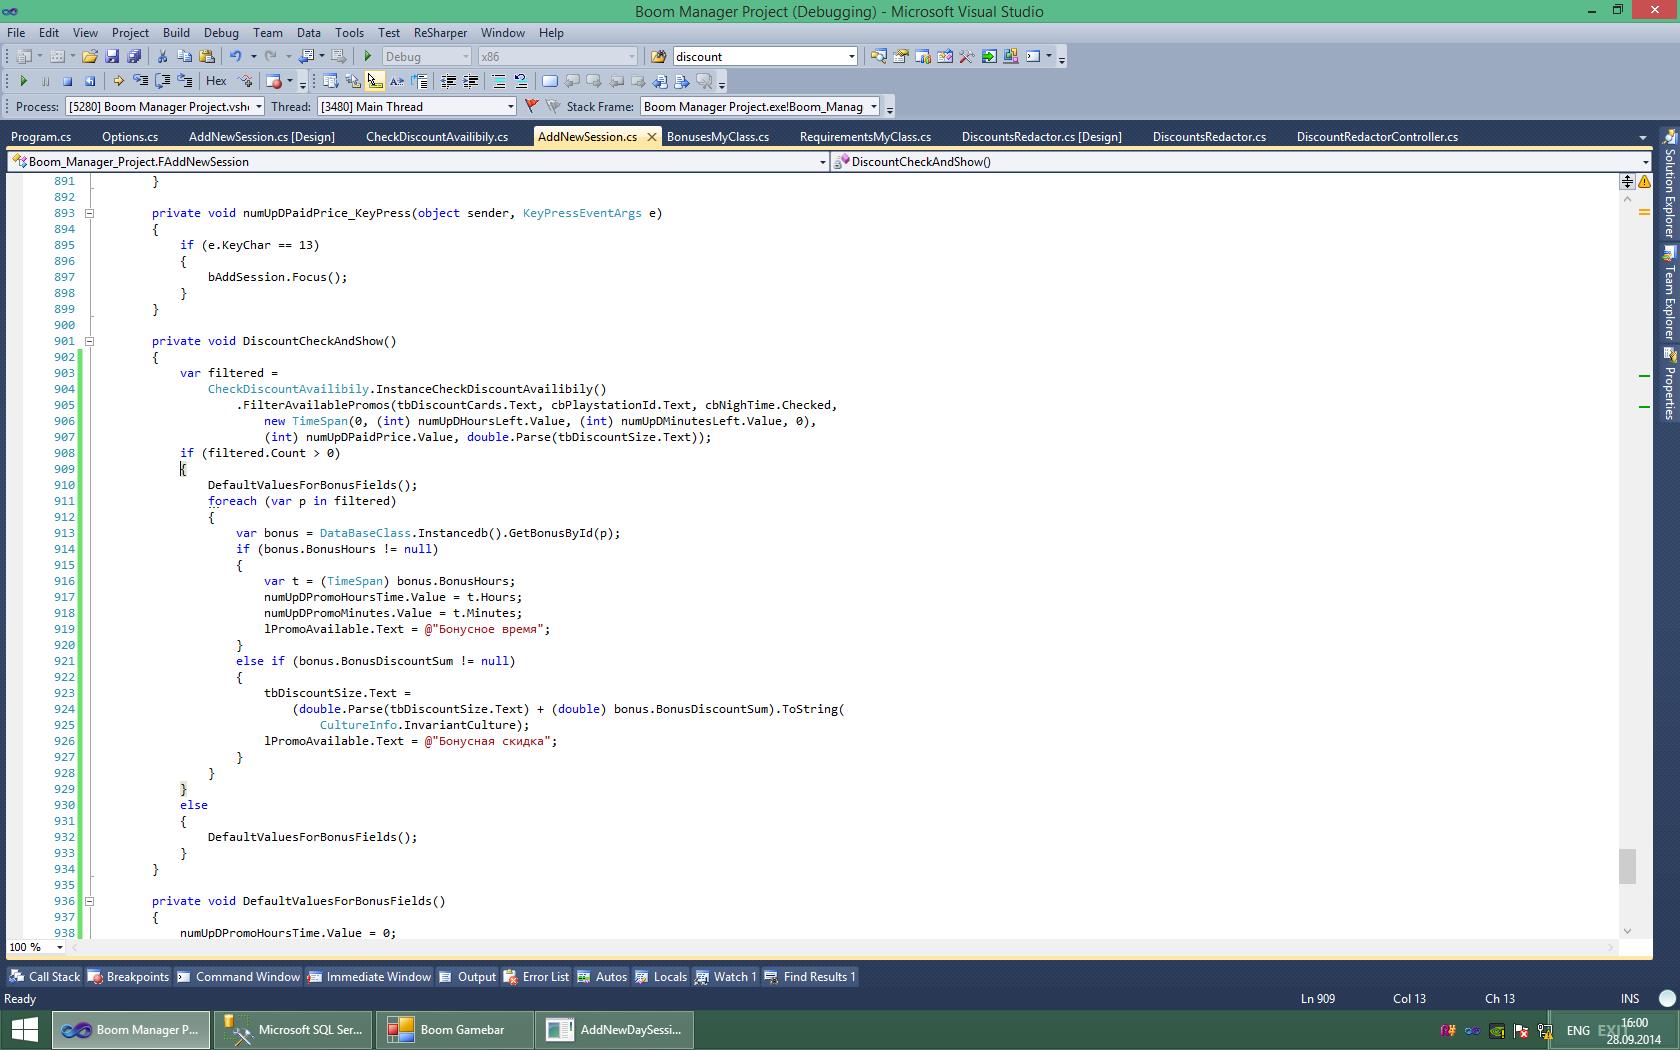 Boom Manager Project (Debugging) - Microsoft Visual Studio
File Edit View Project Build Debug Team Data Tools Test ReSharper Window Help
Debug x86 discount
Hex
Process: [5280] Boom Manager Project.vsh Thread: [3480] Main Thread Stack Frame: Boom Manager Project.exe!Boom_Manag
Program.cs Options.cs AddNewSession.cs [Design] CheckDiscountAvailibily.cs AddNewSession.cs BonusesMyClass.cs RequirementsMyClass.cs DiscountsRedactor.cs [Design] DiscountsRedactor.cs DiscountRedactorController.cs
Boom_Manager_Project.FAddNewSession DiscountCheckAndShow()
891 }
892
893 private void numUpDPaidPrice_KeyPress(object sender, KeyPressEventArgs e)
894 {
895 if (e.KeyChar == 13)
896 {
897 bAddSession.Focus();
898 }
899 }
900
901 private void DiscountCheckAndShow()
902 {
903 var filtered =
904 CheckDiscountAvailibily.InstanceCheckDiscountAvailibily()
905 .FilterAvailablePromos(tbDiscountCards.Text, cbPlaystationId.Text, cbNighTime.Checked,
906 new TimeSpan(0, (int) numUpDHoursLeft.Value, (int) numUpDMinutesLeft.Value, 0),
907 (int) numUpDPaidPrice.Value, double.Parse(tbDiscountSize.Text));
908 if (filtered.Count > 0)
909 {
910 DefaultValuesForBonusFields();
911 foreach (var p in filtered)
912 {
913 var bonus = DataBaseClass.Instancedb().GetBonusById(p);
914 if (bonus.BonusHours != null)
915 {
916 var t = (TimeSpan) bonus.BonusHours;
917 numUpDPromoHoursTime.Value = t.Hours;
918 numUpDPromoMinutes.Value = t.Minutes;
919 lPromoAvailable.Text = @"Бонусное время";
920 }
921 else if (bonus.BonusDiscountSum != null)
922 {
923 tbDiscountSize.Text =
924 (double.Parse(tbDiscountSize.Text) + (double) bonus.BonusDiscountSum).ToString(
925 CultureInfo.InvariantCulture);
926 lPromoAvailable.Text = @"Бонусная скидка";
927 }
928 }
929 }
930 else
931 {
932 DefaultValuesForBonusFields();
933 }
934 }
935
936 private void DefaultValuesForBonusFields()
937 {
938 numUpDPromoHoursTime.Value = 0;
100 %
Solution Explorer
Team Explorer
Properties
Call Stack Breakpoints Command Window Immediate Window Output Error List Autos Locals Watch 1 Find Results 1
Ready Ln 909 Col 13 Ch 13 INS
Boom Manager P... Microsoft SQL Ser... Boom Gamebar AddNewDaySessi... ENG EXIT 16:00
28.09.2014